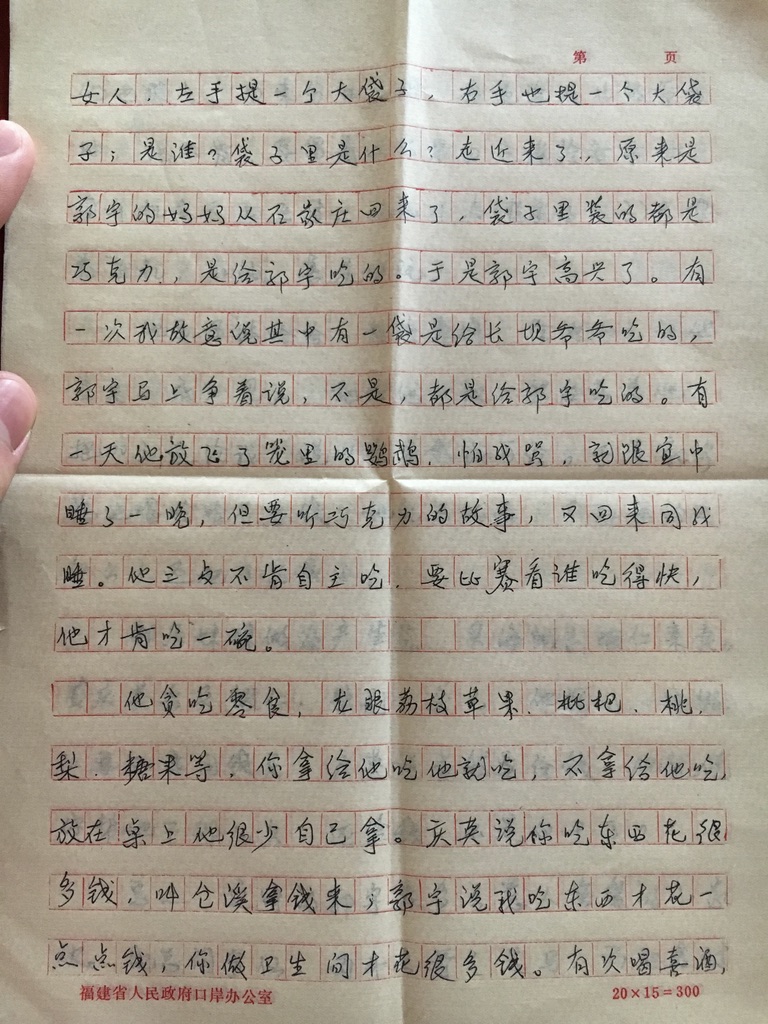 第 页
女人，左手提一个大袋子，右手也提一个大袋
子；是谁？袋子里是什么？走近来了，原来是
郭宇的妈妈从石家庄回来了，袋子里装的都是
巧克力，是给郭宇吃的。于是郭宇高兴了。有
一次我故意说其中有一袋是给长坝爷爷吃的，
郭宇马上争着说，不是，都是给郭宇吃的。有
一天他放飞了笼里的鹦鹉，怕我骂，就跟宜中
睡了一晚，但要听巧克力的故事，又回来同我
睡。他三岁不肯自主吃，要比赛看谁吃得快，
他才肯吃一碗。
他贪吃零食，龙眼荔枝苹果、枇杷、桃、
梨、糖果等，你拿给他吃他就吃，不拿给他吃，
放在桌上他很少自己拿。庆英说你吃东西花很
多钱，叫仓溪拿钱来；郭宇说我吃东西才花一
点点钱，你做卫生间才花很多钱。有次喝喜酒，
福建省人民政府口岸办公室 20×15＝300